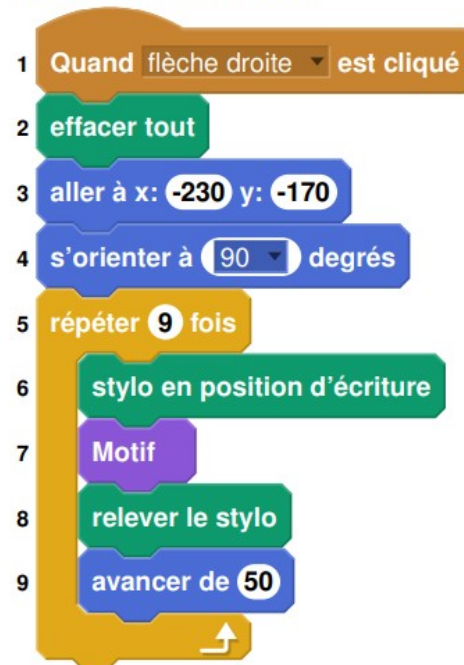 1 Quand flèche droite est cliqué
2 effacer tout
3 aller à x: -230 y: -170
4 s'orienter à 90 degrés
5 répéter 9 fois
6 stylo en position d'écriture
7 Motif
8 relever le stylo
9 avancer de 50